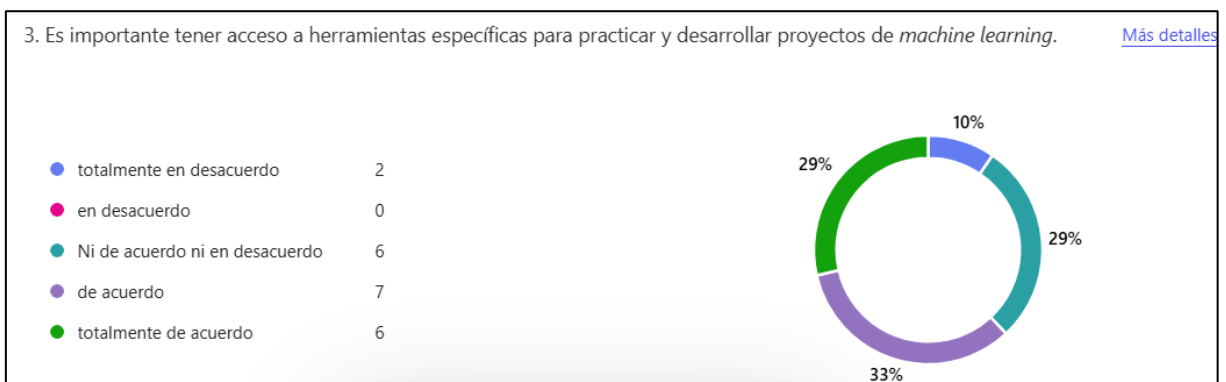 3. Es importante tener acceso a herramientas específicas para practicar y desarrollar proyectos de machine learning. Más detalles
totalmente en desacuerdo 2
en desacuerdo 0
Ni de acuerdo ni en desacuerdo 6
de acuerdo 7
totalmente de acuerdo 6
10%
29%
29%
33%